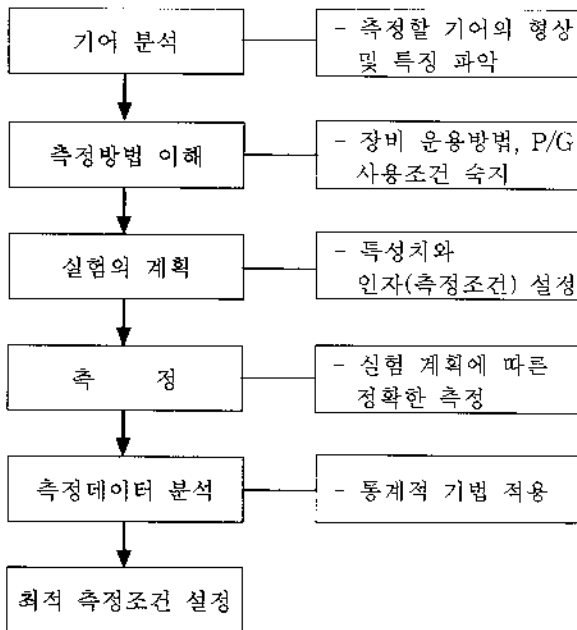 기어 분석
- 측정할 기어의 형상
및 특징 파악
측정방법 이해
- 장비 운용방법, P/G
사용조건 숙지
실험의 계획
- 특성치와
인자(측정조건) 설정
측 정
- 실험 계획에 따른
정확한 측정
측정데이터 분석
- 통계적 기법 적용
최적 측정조건 설정